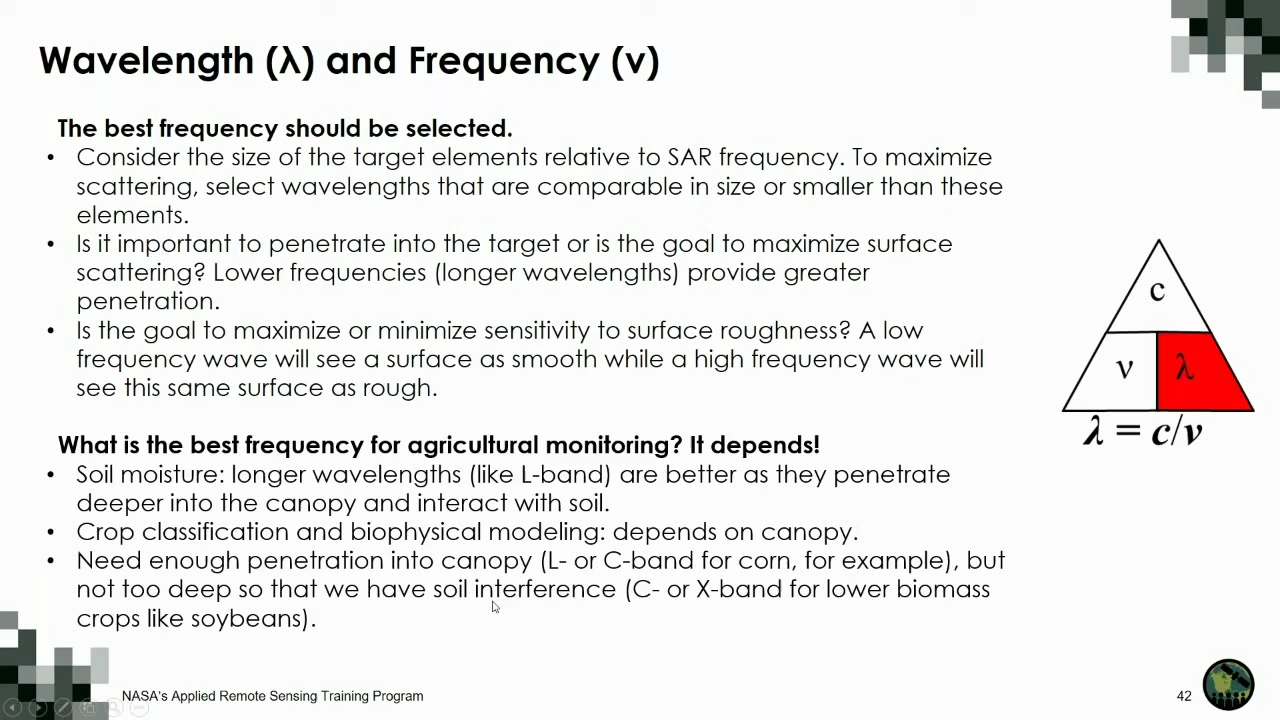 Wavelength (λ) and Frequency (ν)
The best frequency should be selected.
• Consider the size of the target elements relative to SAR frequency. To maximize
scattering, select wavelengths that are comparable in size or smaller than these
elements.
• Is it important to penetrate into the target or is the goal to maximize surface
scattering? Lower frequencies (longer wavelengths) provide greater
penetration.
• Is the goal to maximize or minimize sensitivity to surface roughness? A low
frequency wave will see a surface as smooth while a high frequency wave will
see this same surface as rough.
c
ν λ
λ = c/ν
What is the best frequency for agricultural monitoring? It depends!
• Soil moisture: longer wavelengths (like L-band) are better as they penetrate
deeper into the canopy and interact with soil.
• Crop classification and biophysical modeling: depends on canopy.
• Need enough penetration into canopy (L- or C-band for corn, for example), but
not too deep so that we have soil interference (C- or X-band for lower biomass
crops like soybeans).
NASA's Applied Remote Sensing Training Program
42